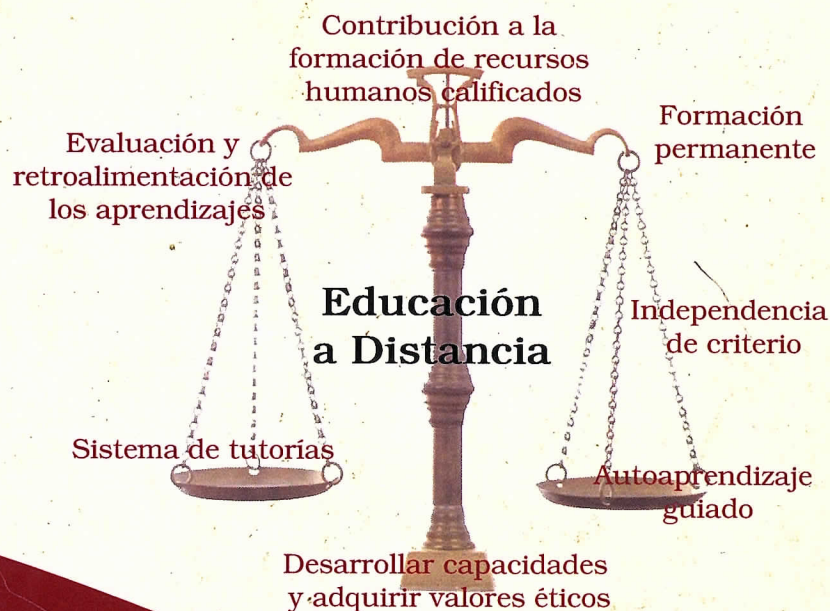 Contribución a la
formación de recursos
humanos calificados
Formación
permanente
Evaluación y
retroalimentación de
los aprendizajes
Educación
a Distancia
Independencia
de criterio
Sistema de tutorías
Autoaprendizaje
guiado
Desarrollar capacidades
y adquirir valores éticos